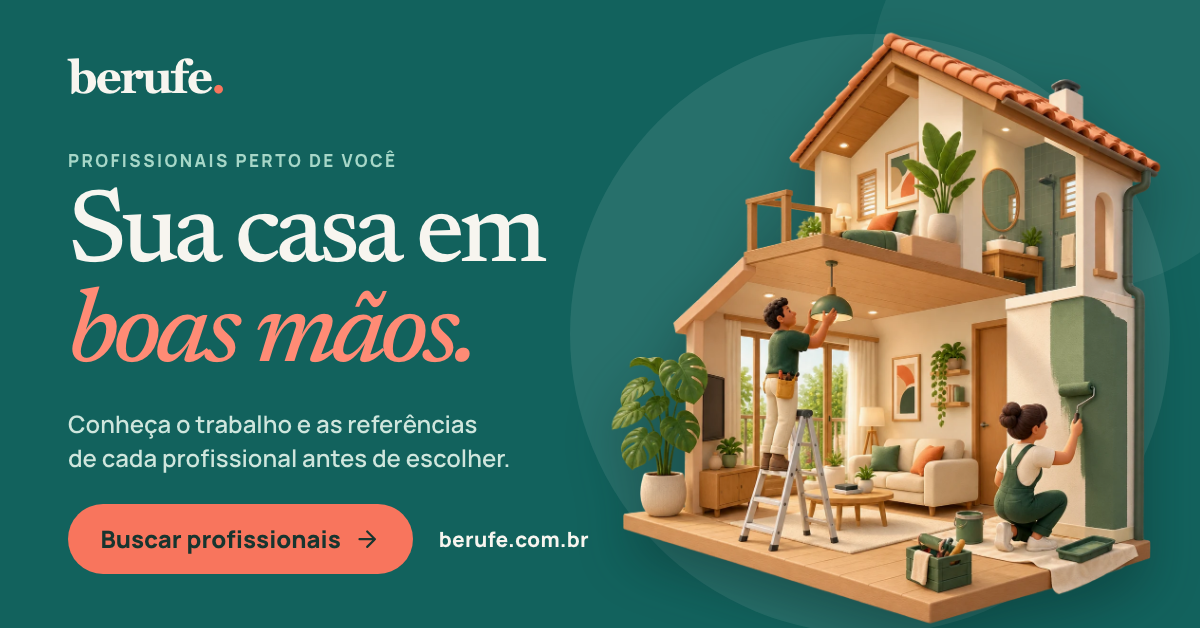 berufe.
PROFISSIONAIS PERTO DE VOCÊ
Sua casa em
boas mãos.
Conheça o trabalho e as referências
de cada profissional antes de escolher.
Buscar profissionais →
berufe.com.br